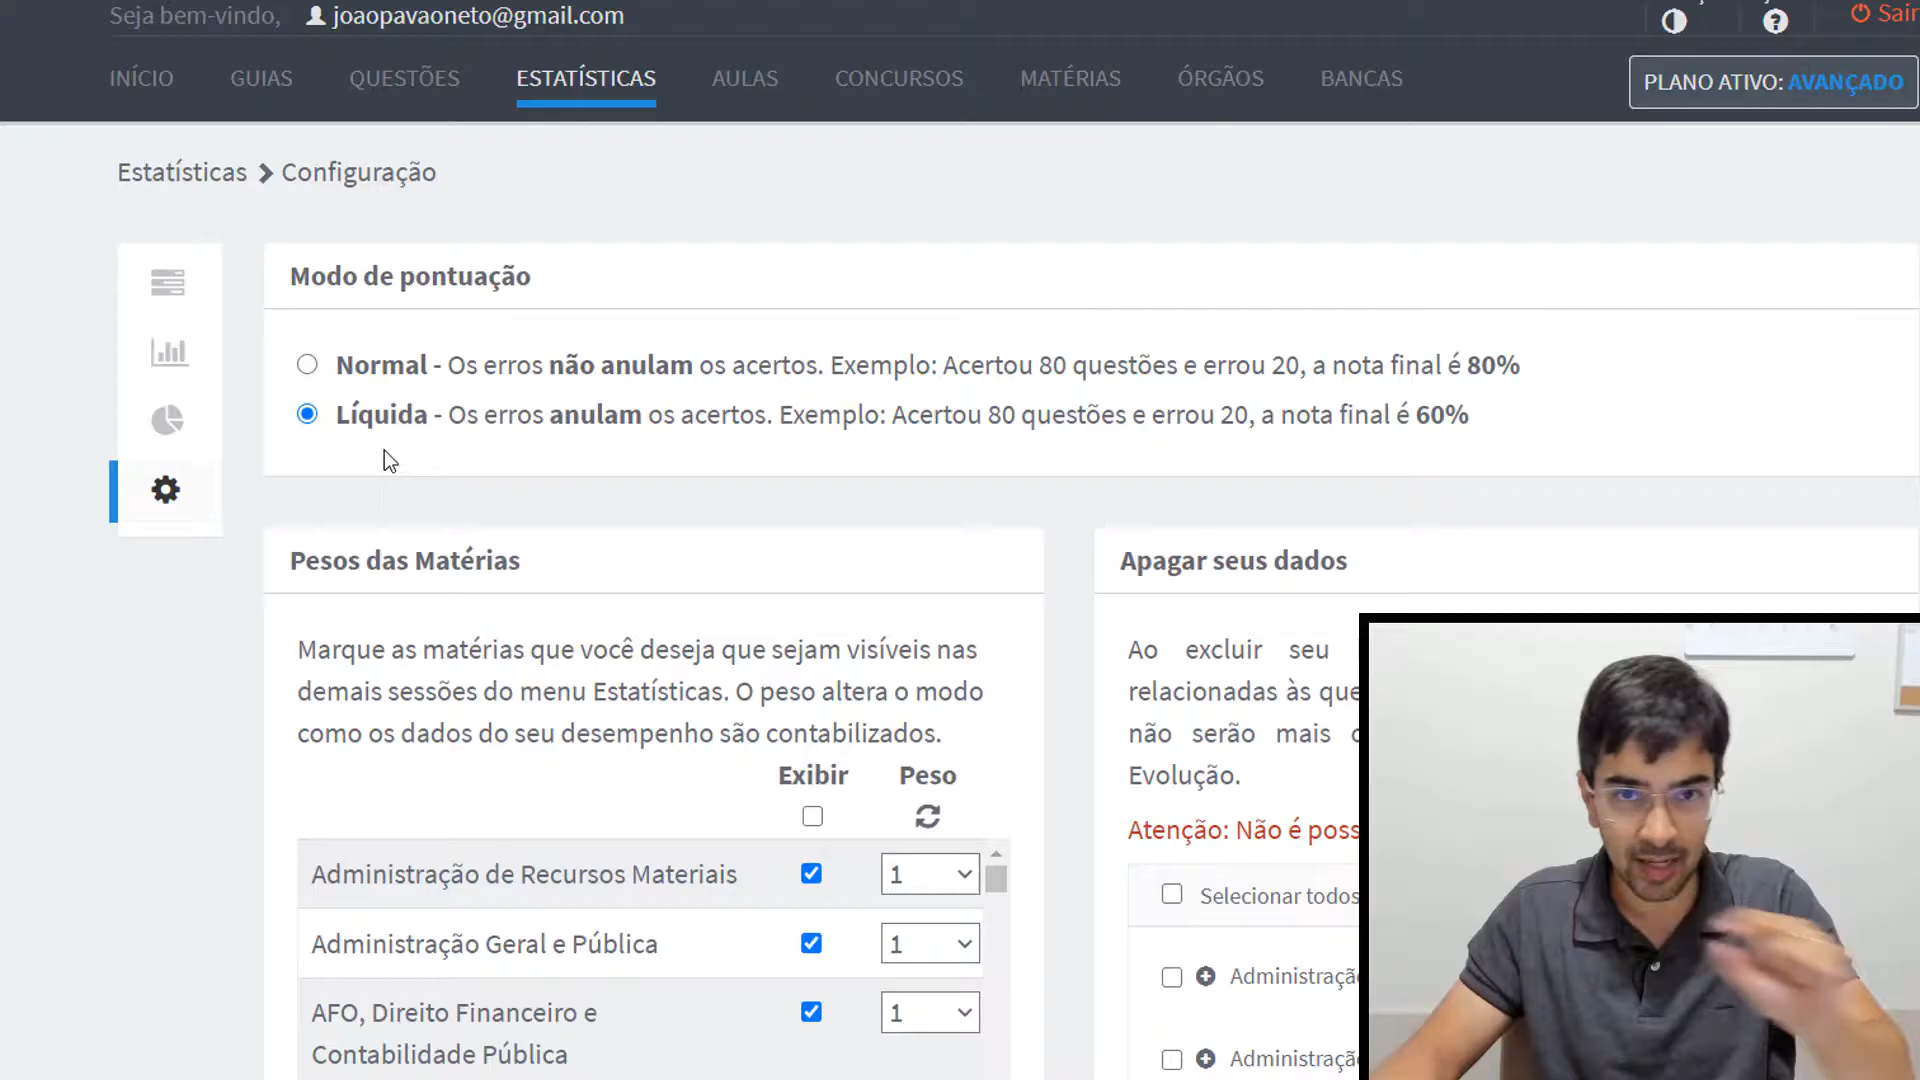 Seja bem-vindo, joaopavaoneto@gmail.com
Sair
INÍCIO GUIAS QUESTÕES ESTATÍSTICAS AULAS CONCURSOS MATÉRIAS ÓRGÃOS BANCAS
PLANO ATIVO: AVANÇADO
Estatísticas Configuração
Modo de pontuação
Normal - Os erros não anulam os acertos. Exemplo: Acertou 80 questões e errou 20, a nota final é 80%
Líquida - Os erros anulam os acertos. Exemplo: Acertou 80 questões e errou 20, a nota final é 60%
Pesos das Matérias
Marque as matérias que você deseja que sejam visíveis nas
demais sessões do menu Estatísticas. O peso altera o modo
como os dados do seu desempenho são contabilizados.
Exibir Peso
Administração de Recursos Materiais 1
Administração Geral e Pública 1
AFO, Direito Financeiro e 1
Contabilidade Pública
Apagar seus dados
Ao excluir seu
relacionadas às que
não serão mais
Evolução.
Atenção: Não é poss
Selecionar todos
Administração
Administração